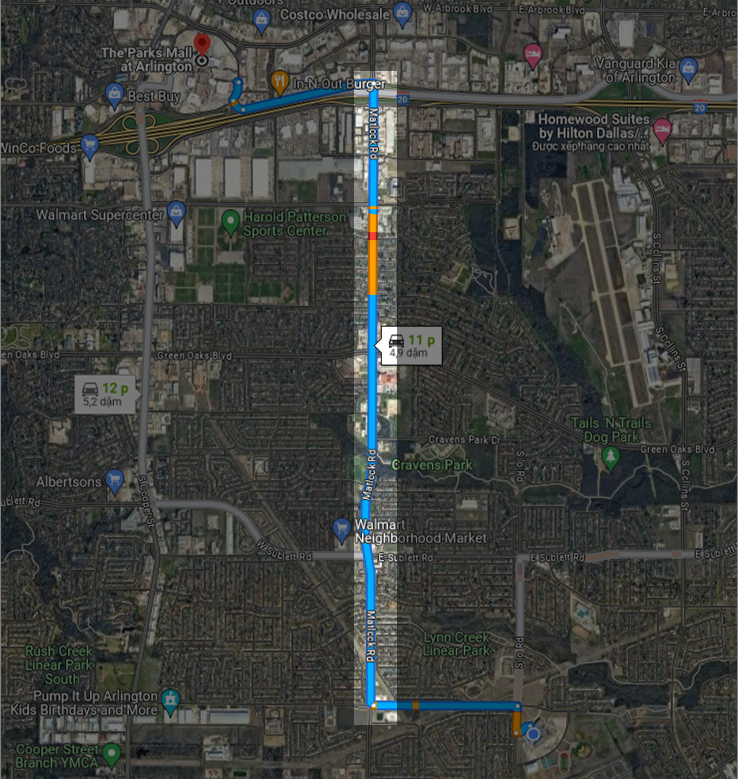 Outdoors
Costco Wholesale
W Arbrook Blvd
E Arbrook Blvd
E Arbro
The Parks Mall
at Arlington
In-N-Out Burger
Vanguard Kia
of Arlington
Best Buy
20
20
WinCo Foods
Matlock Rd
Homewood Suites
by Hilton Dallas/...
Được xếp hạng cao nhất
Walmart Supercenter
Harold Patterson
Sports Center
S Collins St
11 p
4,9 dặm
S Collins St
en Oaks Blvd
Green Oaks Blvd
12 p
5,2 dặm
Tails N Trails
Dog Park
Cravens Park Dr
Green Oaks Blvd
Cravens Park
Matlock Rd
Albertsons
S Cooper St
S Collins St
ublett Rd
Walmart
Neighborhood Market
W Sublett Rd
E Sublett Rd
E Sublett Rd
E Sublett
Matlock Rd
Lynn Creek
Linear Park
Rush Creek
Linear Park
South
Pump It Up Arlington
Kids Birthdays and More
Cooper Street
Branch YMCA